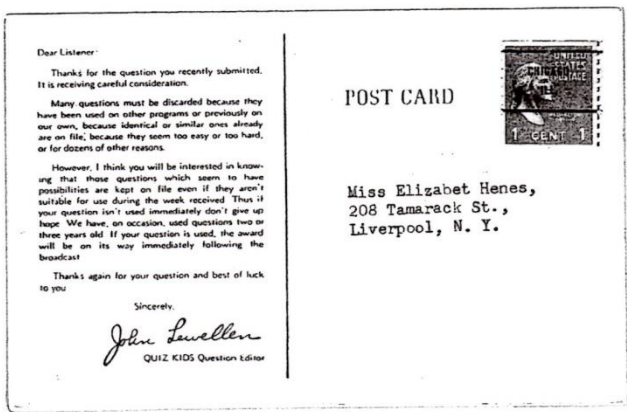 Dear Listener:
Thanks for the question you recently submitted.
It is receiving careful consideration.
Many questions must be discarded because they
have been used on other programs or previously on
our own, because identical or similar ones already
are on file, because they seem too easy or too hard,
or for dozens of other reasons.
However, I think you will be interested in know-
ing that those questions which seem to have
possibilities are kept on file even if they aren't
suitable for use during the week received Thus if
your question isn't used immediately don't give up
hope. We have, on occasion, used questions two or
three years old. If your question is used, the award
will be on its way immediately following the
broadcast
Thanks again for your question and best of luck
to you
Sincerely,
John Lewellen
QUIZ KIDS Question Editor
POST CARD
UNITED
STATES
POSTAGE
CHICAGO
1 CENT 1
Miss Elizabet Henes,
208 Tamarack St.,
Liverpool, N. Y.